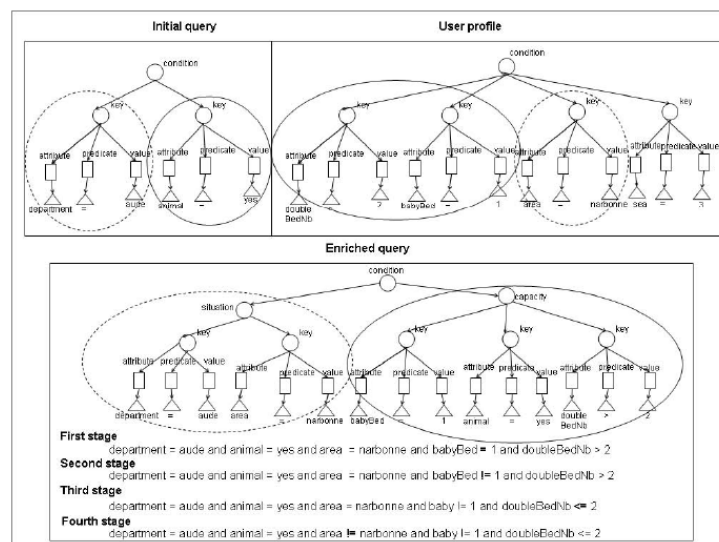 Initial query
User profile
condition
condition
key
key
key
key
key
key
attribute
predicate
value
attribute
predicate
value
attribute
predicate
value
attribute
predicate
value
attribute
predicate
value
attribute
predicate
value
department
=
aude
animal
=
yes
double
BedNb
2
babyBed
=
1
area
=
narbonne
sea
=
3
Enriched query
condition
situation
capacity
key
key
key
key
key
attribute
predicate
value
attribute
predicate
value
attribute
predicate
value
attribute
predicate
value
attribute
predicate
value
department
=
aude
area
=
narbonne
babyBed
=
1
animal
=
yes
double
BedNb
>
2
First stage
department = aude and animal = yes and area = narbonne and babyBed = 1 and doubleBedNb > 2
Second stage
department = aude and animal = yes and area = narbonne and babyBed != 1 and doubleBedNb > 2
Third stage
department = aude and animal = yes and area = narbonne and baby != 1 and doubleBedNb <= 2
Fourth stage
department = aude and animal = yes and area != narbonne and baby != 1 and doubleBedNb <= 2